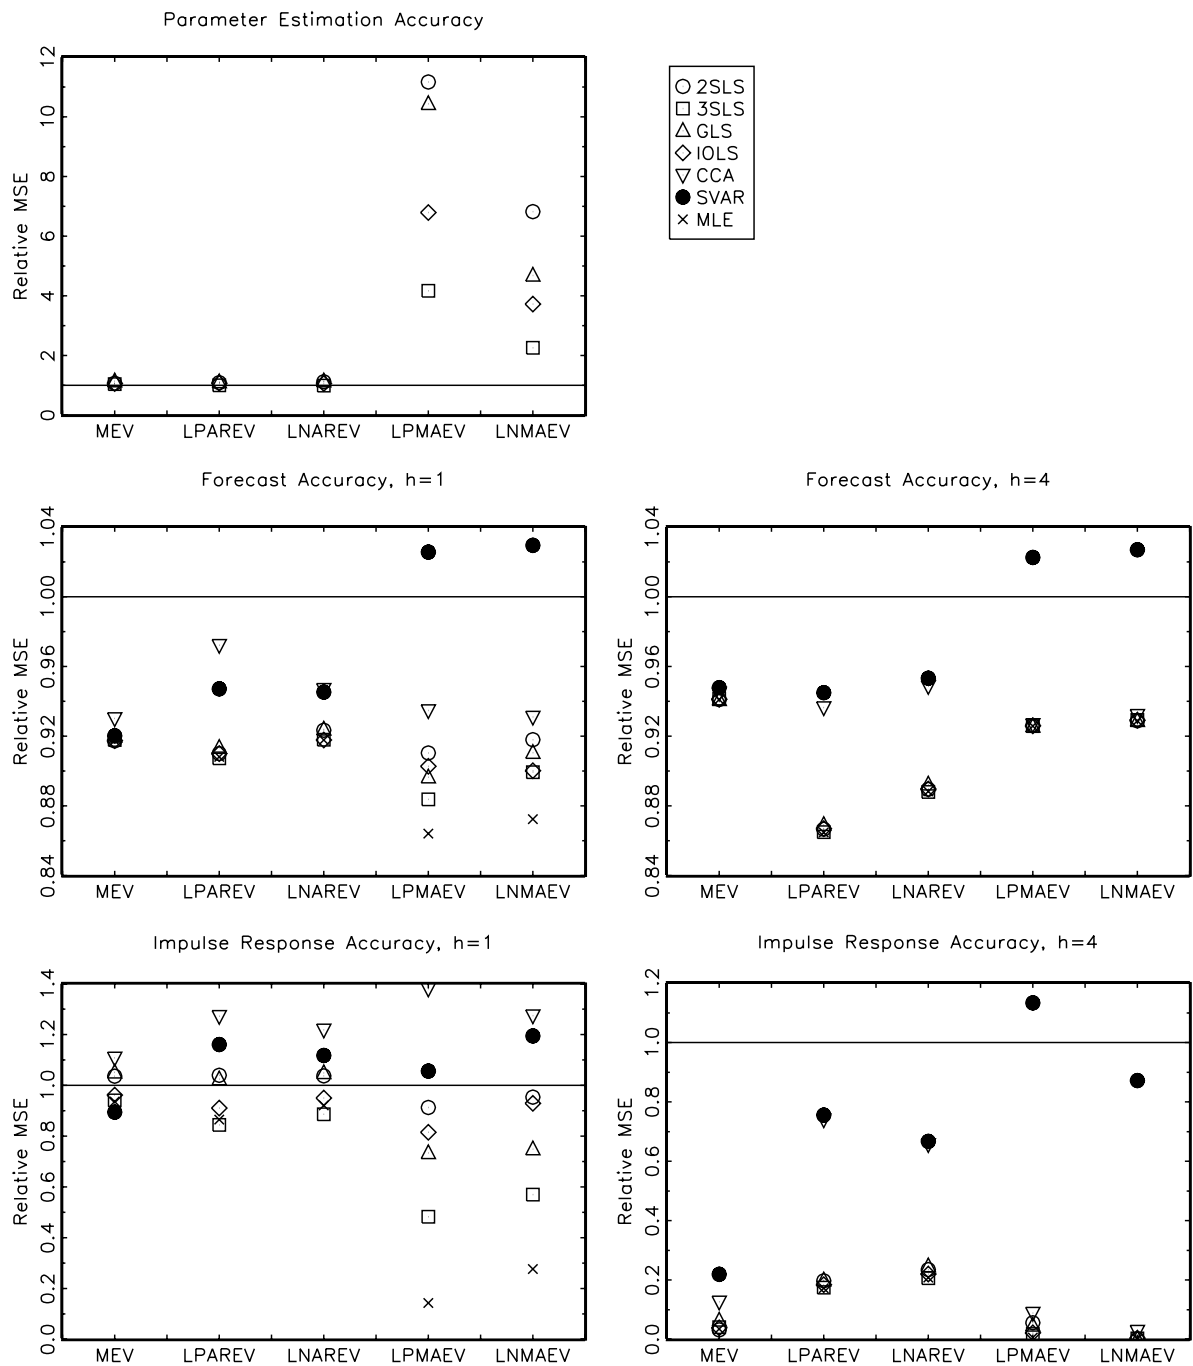 Parameter Estimation Accuracy
Relative MSE
12
10
8
6
4
2
0
MEV LPAREV LNAREV LPMAEV LNMAEV
2SLS
3SLS
GLS
IOLS
CCA
SVAR
MLE
Forecast Accuracy, h=1
Relative MSE
1.04
1.00
0.96
0.92
0.88
0.84
MEV LPAREV LNAREV LPMAEV LNMAEV
Forecast Accuracy, h=4
Relative MSE
1.04
1.00
0.96
0.92
0.88
0.84
MEV LPAREV LNAREV LPMAEV LNMAEV
Impulse Response Accuracy, h=1
Relative MSE
1.4
1.2
1.0
0.8
0.6
0.4
0.2
0.0
MEV LPAREV LNAREV LPMAEV LNMAEV
Impulse Response Accuracy, h=4
Relative MSE
1.2
1.0
0.8
0.6
0.4
0.2
0.0
MEV LPAREV LNAREV LPMAEV LNMAEV